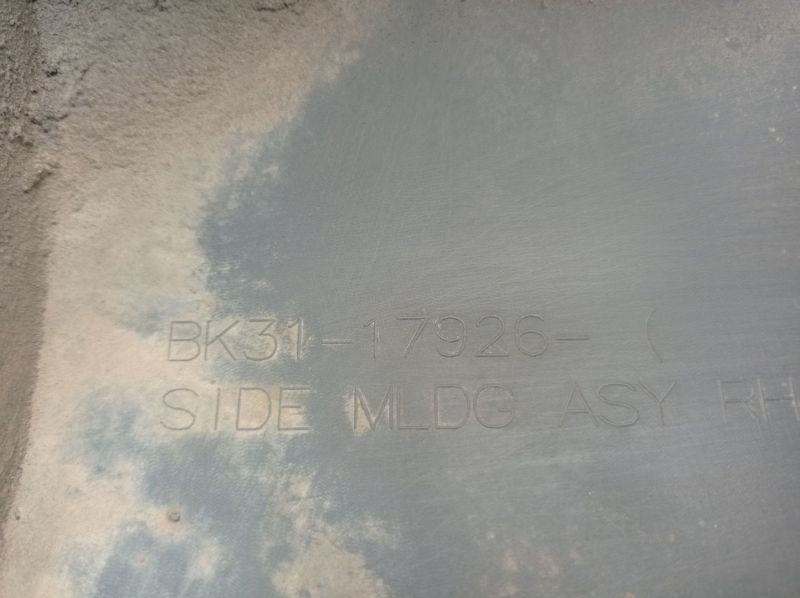 BK31-17926- (
SIDE MLDG ASY RH